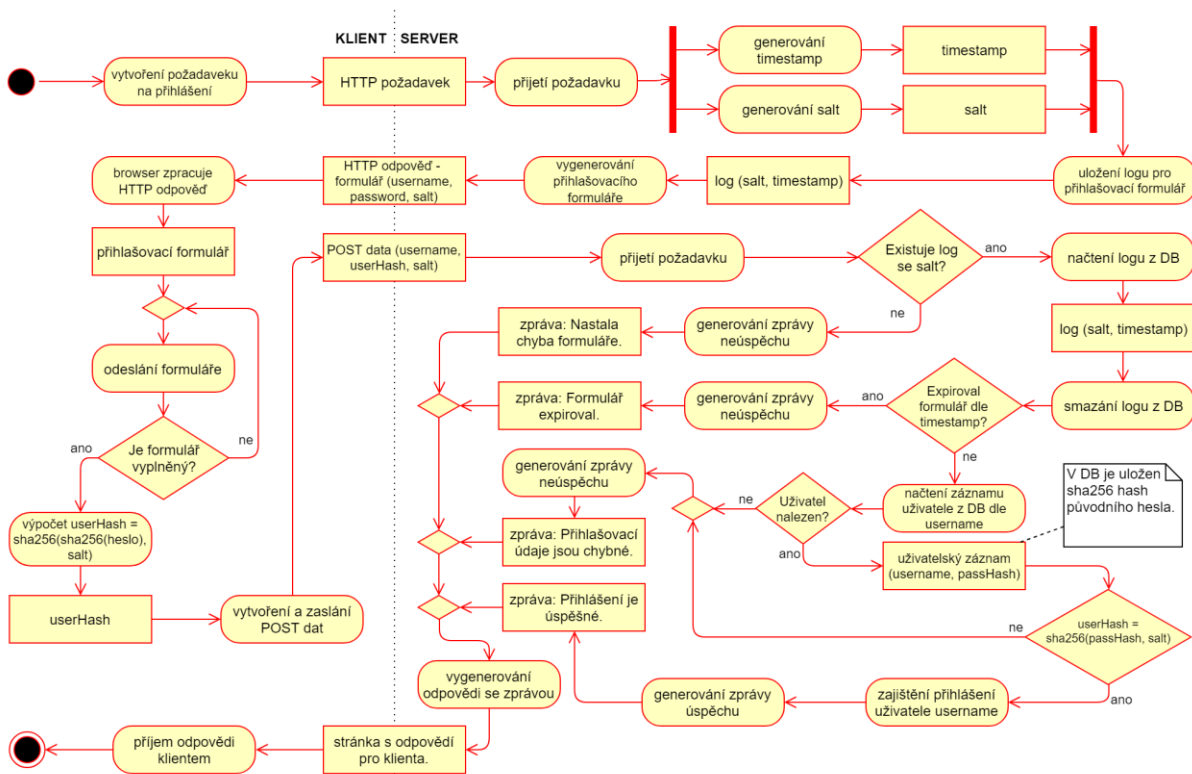 KLIENT
SERVER
vytvoření požadaveku
na přihlášení
HTTP požadavek
přijetí požadavku
generování
timestamp
timestamp
generování salt
salt
browser zpracuje
HTTP odpověď
HTTP odpověď -
formulář (username,
password, salt)
vygenerování
přihlašovacího
formuláře
log (salt, timestamp)
uložení logu pro
přihlašovací formulář
přihlašovací formulář
POST data (username,
userHash, salt)
přijetí požadavku
Existuje log
se salt?
ano
načtení logu z DB
ne
zpráva: Nastala
chyba formuláře.
generování zprávy
neúspěchu
log (salt, timestamp)
odeslání formuláře
zpráva: Formulář
expiroval.
generování zprávy
neúspěchu
ano
Expiroval
formulář dle
timestamp?
smazání logu z DB
ano
Je formulář
vyplněný?
ne
ne
generování zprávy
neúspěchu
ne
Uživatel
nalezen?
načtení záznamu
uživatele z DB dle
username
V DB je uložen
sha256 hash
původního hesla.
výpočet userHash =
sha256(sha256(heslo),
salt)
zpráva: Přihlašovací
údaje jsou chybné.
ano
uživatelský záznam
(username, passHash)
userHash
vytvoření a zaslání
POST dat
zpráva: Přihlášení je
úspěšné.
ne
userHash =
sha256(passHash, salt)
ano
vygenerování
odpovědi se zprávou
generování zprávy
úspěchu
zajištění přihlášení
uživatele username
příjem odpovědi
klientem
stránka s odpovědí
pro klienta.